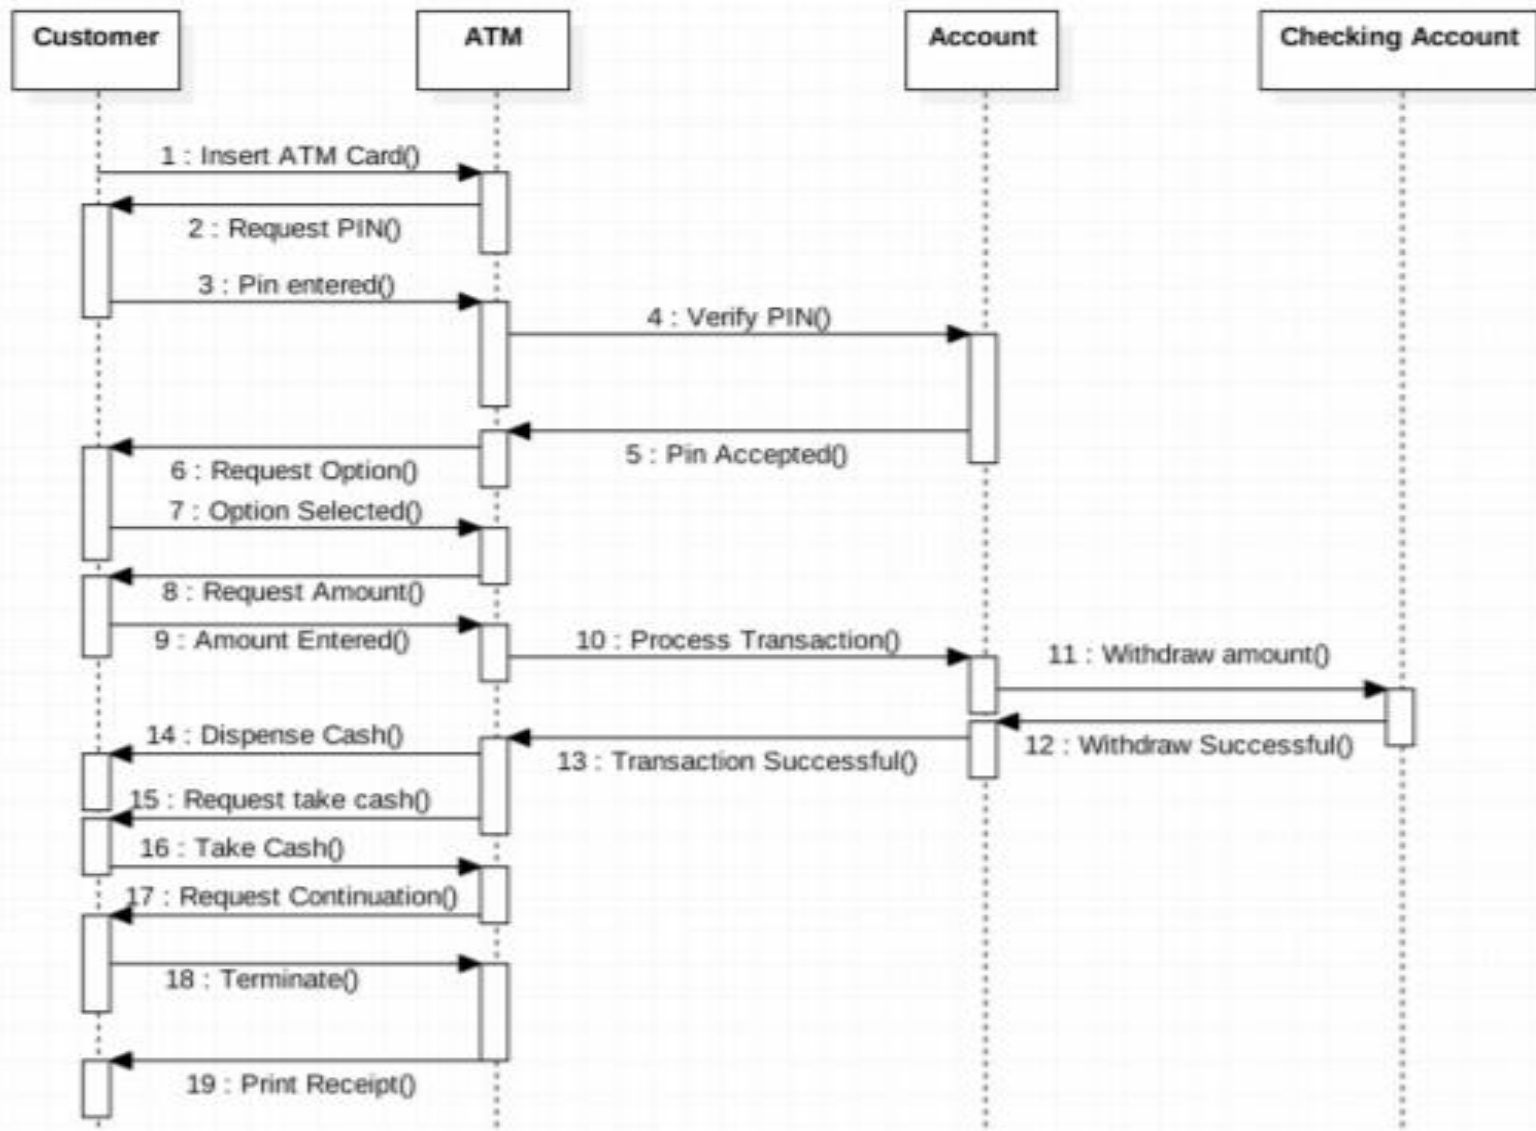 Customer
ATM
Account
Checking Account
1 : Insert ATM Card()
2 : Request PIN()
3 : Pin entered()
4 : Verify PIN()
5 : Pin Accepted()
6 : Request Option()
7 : Option Selected()
8 : Request Amount()
9 : Amount Entered()
10 : Process Transaction()
11 : Withdraw amount()
12 : Withdraw Successful()
13 : Transaction Successful()
14 : Dispense Cash()
15 : Request take cash()
16 : Take Cash()
17 : Request Continuation()
18 : Terminate()
19 : Print Receipt()